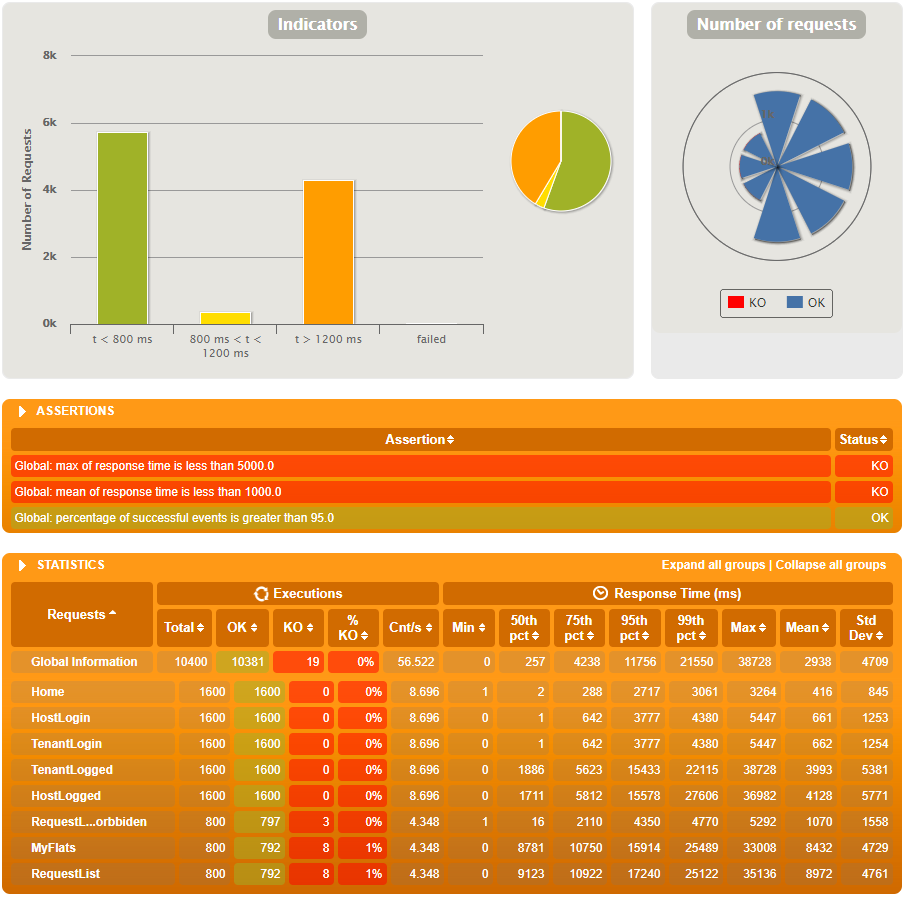 Indicators
8k
6k
4k
2k
0k
Number of Requests
t < 800 ms
800 ms < t <
1200 ms
t > 1200 ms
failed
Number of requests
1k
0k
KO OK
ASSERTIONS
Assertion Status
Global: max of response time is less than 5000.0 KO
Global: mean of response time is less than 1000.0 KO
Global: percentage of successful events is greater than 95.0 OK
STATISTICS Expand all groups | Collapse all groups
Requests Executions Response Time (ms)
Total OK KO % KO Cnt/s Min 50th pct 75th pct 95th pct 99th pct Max Mean Std Dev
Global Information 10400 10381 19 0% 56.522 0 257 4238 11756 21550 38728 2938 4709
Home 1600 1600 0 0% 8.696 1 2 288 2717 3061 3264 416 845
HostLogin 1600 1600 0 0% 8.696 0 1 642 3777 4380 5447 661 1253
TenantLogin 1600 1600 0 0% 8.696 0 1 642 3777 4380 5447 662 1254
TenantLogged 1600 1600 0 0% 8.696 0 1886 5623 15433 22115 38728 3993 5381
HostLogged 1600 1600 0 0% 8.696 0 1711 5812 15578 27606 36982 4128 5771
RequestL...orbbiden 800 797 3 0% 4.348 1 16 2110 4350 4770 5292 1070 1558
MyFlats 800 792 8 1% 4.348 0 8781 10750 15914 25489 33008 8432 4729
RequestList 800 792 8 1% 4.348 0 9123 10922 17240 25122 35136 8972 4761